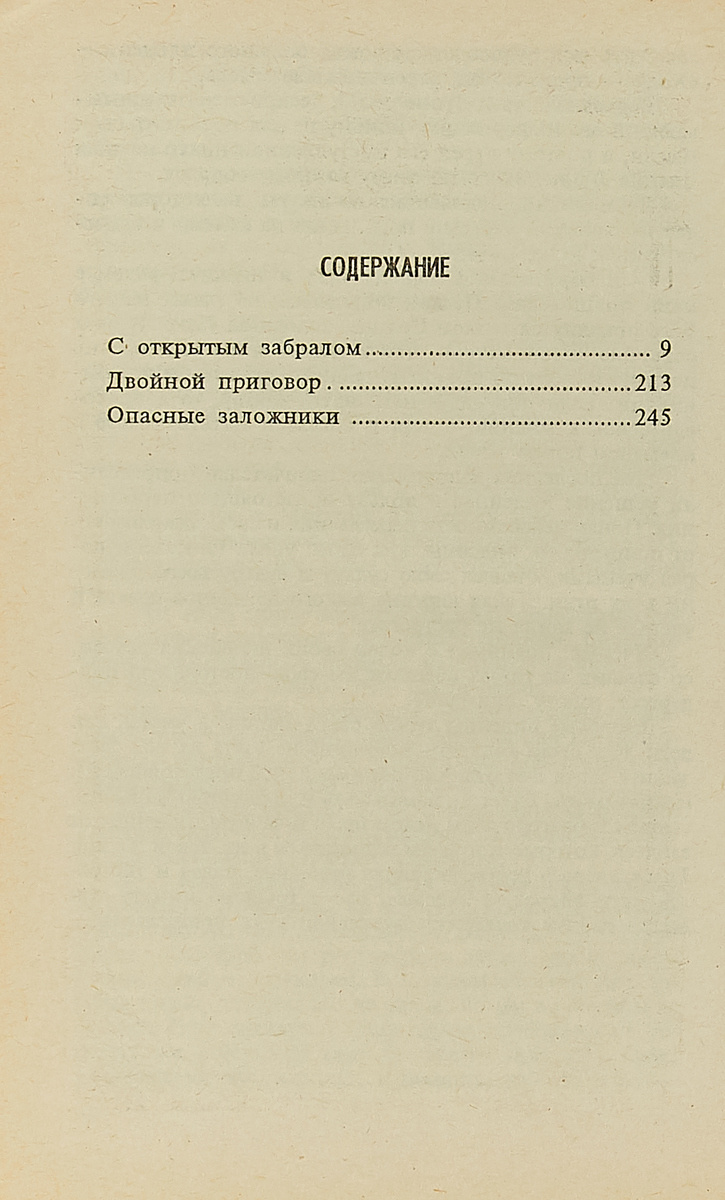 СОДЕРЖАНИЕ
С открытым забралом............................................. 9
Двойной приговор . ..............................................213
Опасные заложники ............................................245